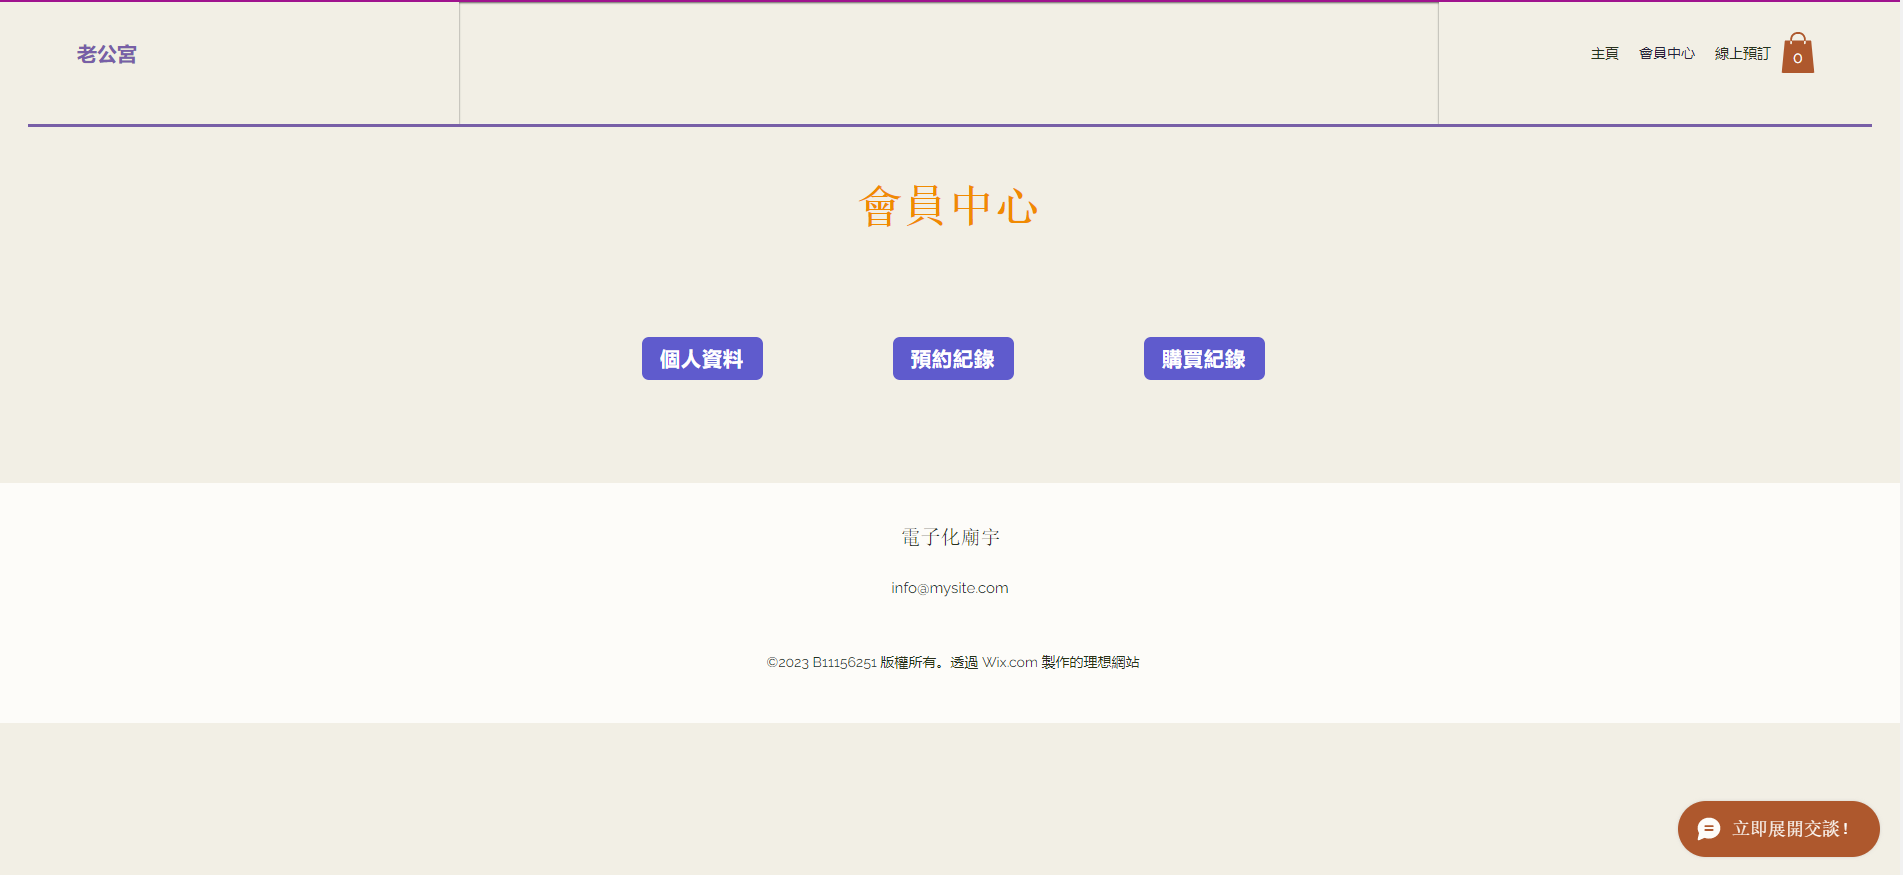 老公宮
主頁 會員中心 線上預訂 0
會員中心
個人資料 預約紀錄 購買紀錄
電子化廟宇
info@mysite.com
©2023 B11156251 版權所有。透過 Wix.com 製作的理想網站
立即展開交談!